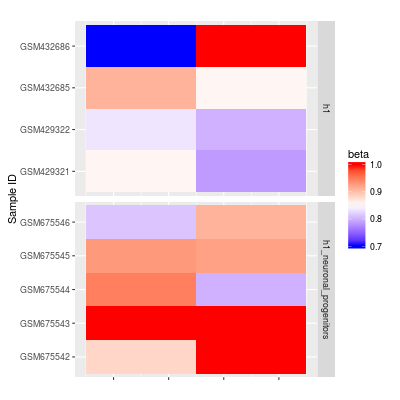 Sample ID
GSM432686
GSM432685
GSM429322
GSM429321
h1
GSM675546
GSM675545
GSM675544
GSM675543
GSM675542
h1_neuronal_progenitors
beta
1.0
0.9
0.8
0.7